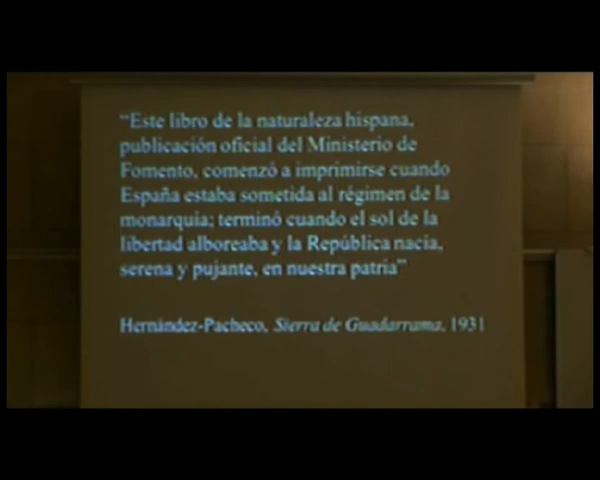 “Este libro de la naturaleza hispana,
publicación oficial del Ministerio de
Fomento, comenzó a imprimirse cuando
España estaba sometida al régimen de la
monarquía; terminó cuando el sol de la
libertad alboreaba y la República nacía,
serena y pujante, en nuestra patria”
Hernández-Pacheco, Sierra de Guadarrama, 1931